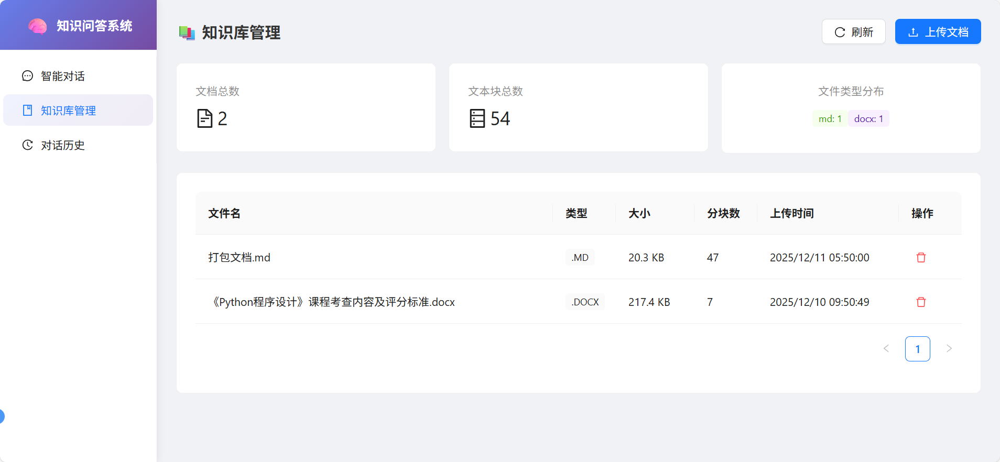 知识问答系统
智能对话
知识库管理
对话历史
知识库管理
刷新
上传文档
文档总数
2
文本块总数
54
文件类型分布
md: 1 docx: 1
文件名 类型 大小 分块数 上传时间 操作
打包文档.md .MD 20.3 KB 47 2025/12/11 05:50:00
《Python程序设计》课程考查内容及评分标准.docx .DOCX 217.4 KB 7 2025/12/10 09:50:49
1